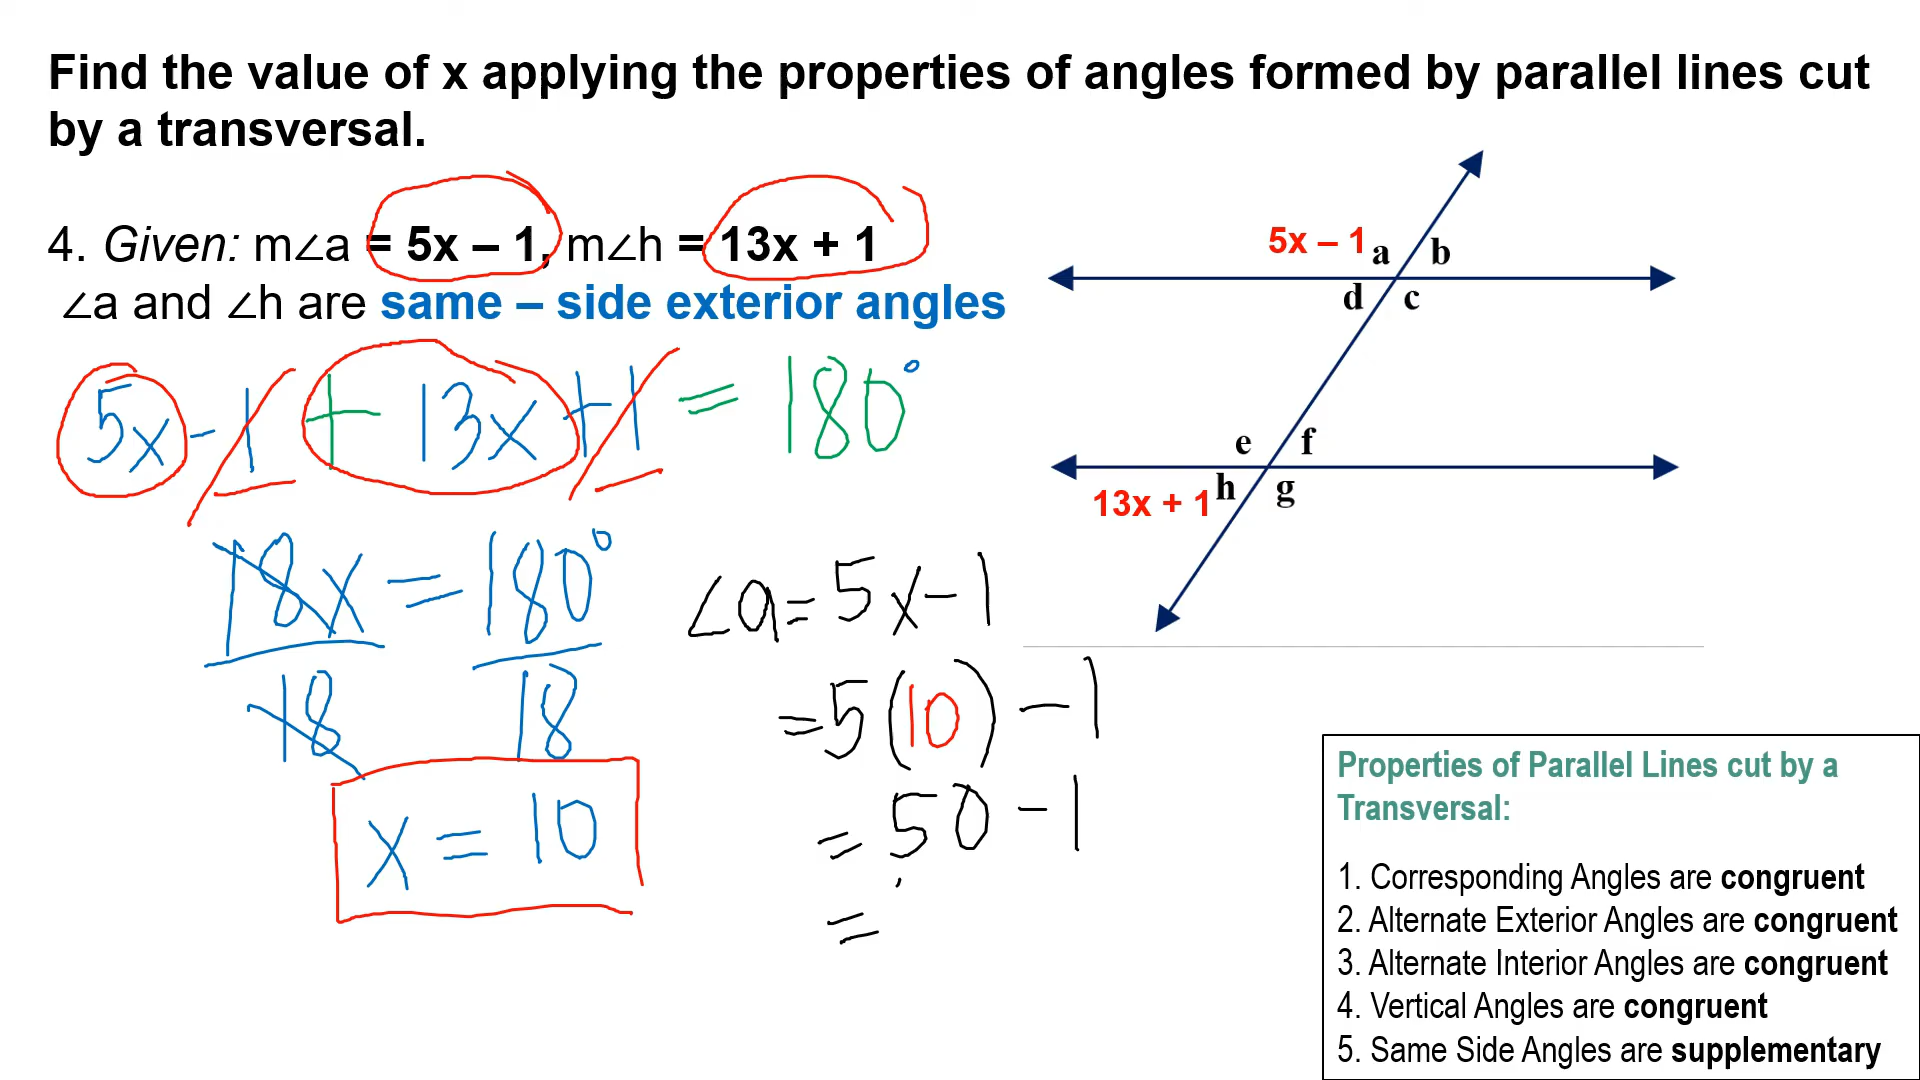 Find the value of x applying the properties of angles formed by parallel lines cut
by a transversal.
4. Given: m∠a = 5x – 1, m∠h = 13x + 1
∠a and ∠h are same – side exterior angles
5x - 1 + 13x + 1 = 180°
18x = 180°
18 18
x = 10
∠a = 5x - 1
= 5(10) - 1
= 50 - 1
=
5x – 1 a b
d c
e f
13x + 1 h g
Properties of Parallel Lines cut by a
Transversal:
1. Corresponding Angles are congruent
2. Alternate Exterior Angles are congruent
3. Alternate Interior Angles are congruent
4. Vertical Angles are congruent
5. Same Side Angles are supplementary